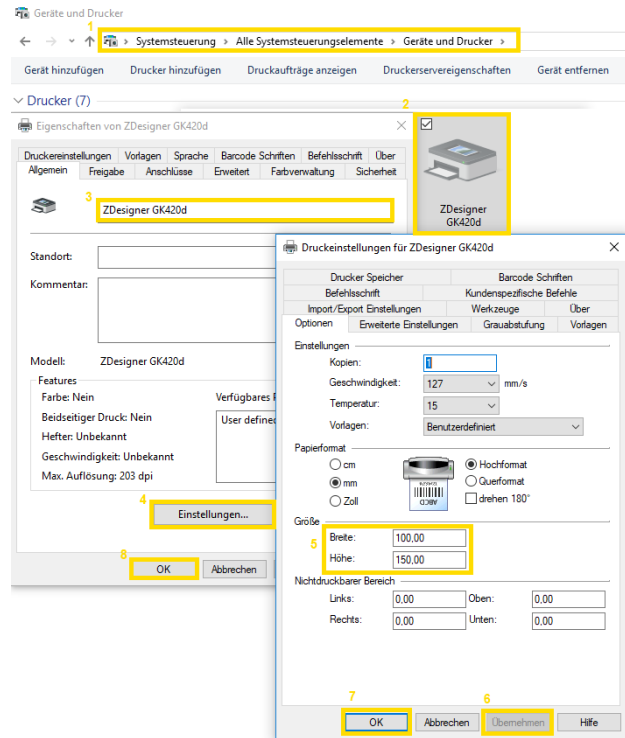 Geräte und Drucker
1
Systemsteuerung > Alle Systemsteuerungselemente > Geräte und Drucker >
Gerät hinzufügen Drucker hinzufügen Druckaufträge anzeigen Druckerservereigenschaften Gerät entfernen
Drucker (7)
2
Eigenschaften von ZDesigner GK420d
Druckereinstellungen Vorlagen Sprache Barcode Schriften Befehlsschrift Über
Allgemein Freigabe Anschlüsse Erweitert Farbverwaltung Sicherheit
3
ZDesigner GK420d
Standort:
Kommentar:
Modell: ZDesigner GK420d
Features
Farbe: Nein Verfügbares
Beidseitiger Druck: Nein User define
Hefter: Unbekannt
Geschwindigkeit: Unbekannt
Max. Auflösung: 203 dpi
4
Einstellungen...
8
OK Abbrechen
ZDesigner
GK420d
Druckeinstellungen für ZDesigner GK420d
Drucker Speicher Barcode Schriften
Befehlsschrift Kundenspezifische Befehle
Import/Export Einstellungen Werkzeuge Über
Optionen Erweiterte Einstellungen Grauabstufung Vorlagen
Einstellungen
Kopien: 1
Geschwindigkeit: 127 mm/s
Temperatur: 15
Vorlagen: Benutzerdefiniert
Papierformat
cm Hochformat
mm Querformat
Zoll drehen 180°
ABCD
Größe
5
Breite: 100,00
Höhe: 150,00
Nichtdruckbarer Bereich
Links: 0,00 Oben: 0,00
Rechts: 0,00 Unten: 0,00
7
6
OK Abbrechen Übernehmen Hilfe